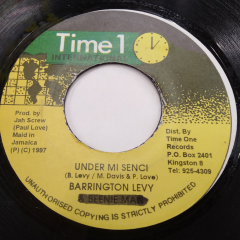 Time 1
INTERNATIONAL
Prod. by
Jah Screw
(Paul Love)
Maid in
Jamaica
(P) (C) 1997
Dist. By
Time One
Records
P.O. Box 2401
Kingston 8
Tel: 925-4308
UNDER MI SENCI
(B. Levy / M. Davis & P. Love)
BARRINGTON LEVY
& BEENIE MAN
UNAUTHORISED COPYING IS STRICTLY PROHIBITED